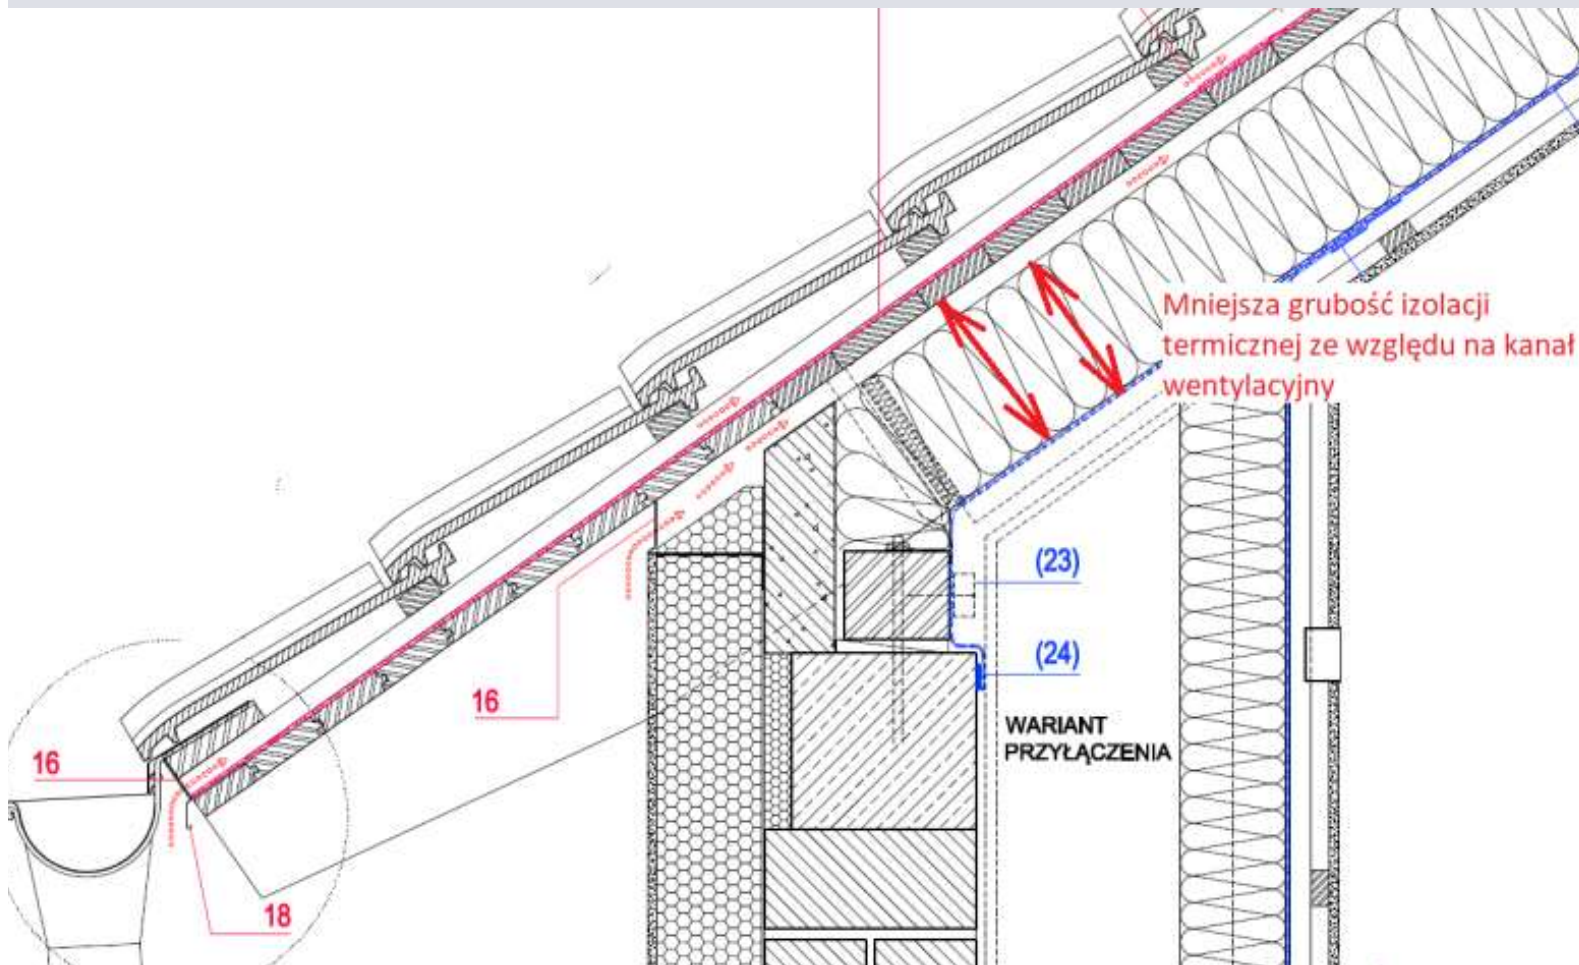 Mniejsza grubość izolacji
termicznej ze względu na kanał
wentylacyjny
(23)
(24)
16
WARIANT
PRZYŁĄCZENIA
16
18